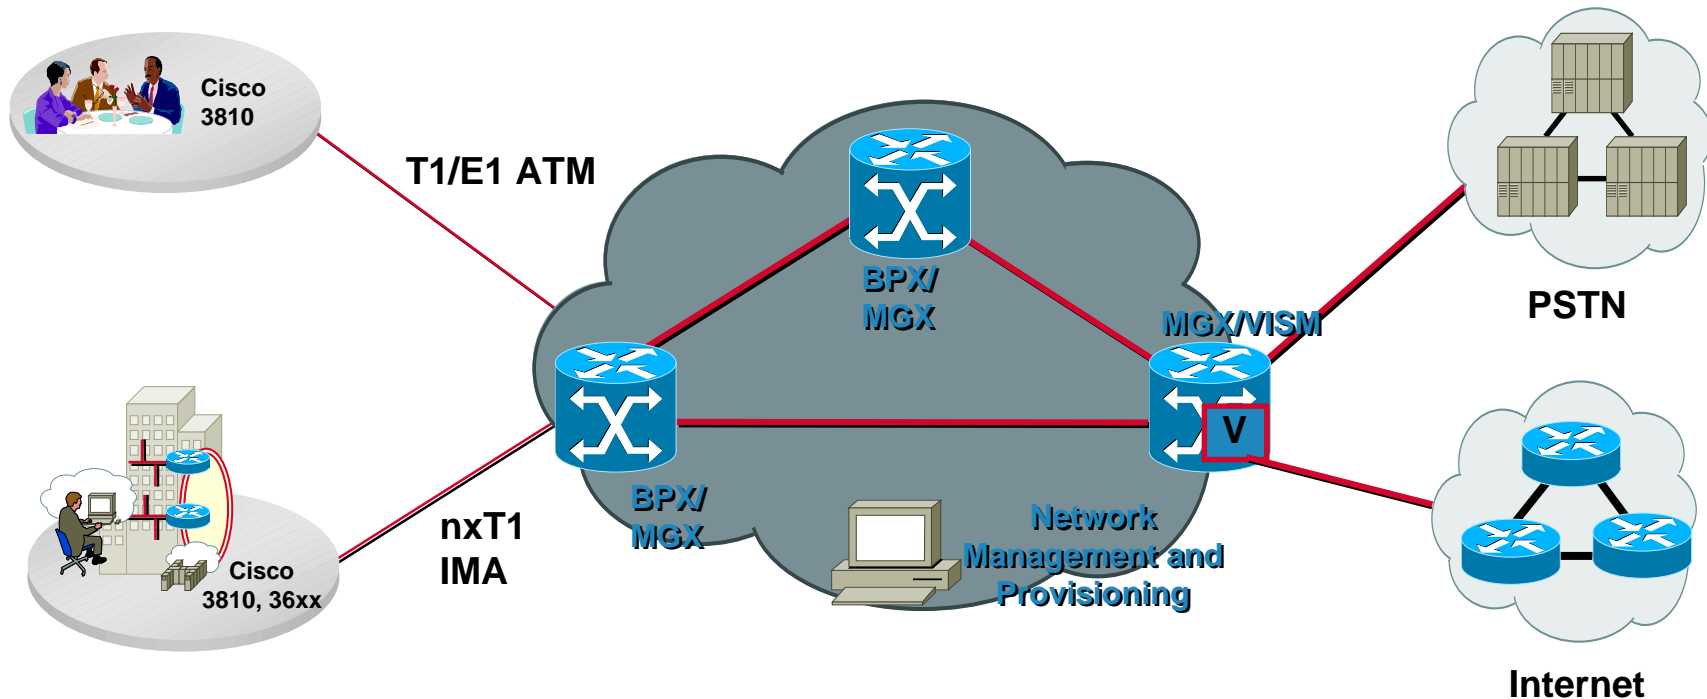 Cisco
3810
T1/E1 ATM
BPX/
MGX
MGX/VISM
PSTN
V
BPX/
MGX
nxT1
IMA
Cisco
3810, 36xx
Network
Management and
Provisioning
Internet